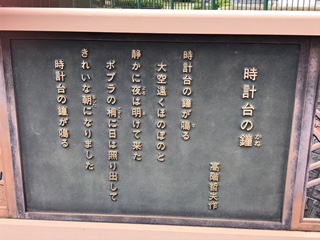 時計台の鐘
高階哲夫作
時計台の鐘が鳴る
大空遠くほのぼのと
静かに夜は明けて来た
ポプラの梢に日は照り出して
きれいな朝になりました
時計台の鐘が鳴る